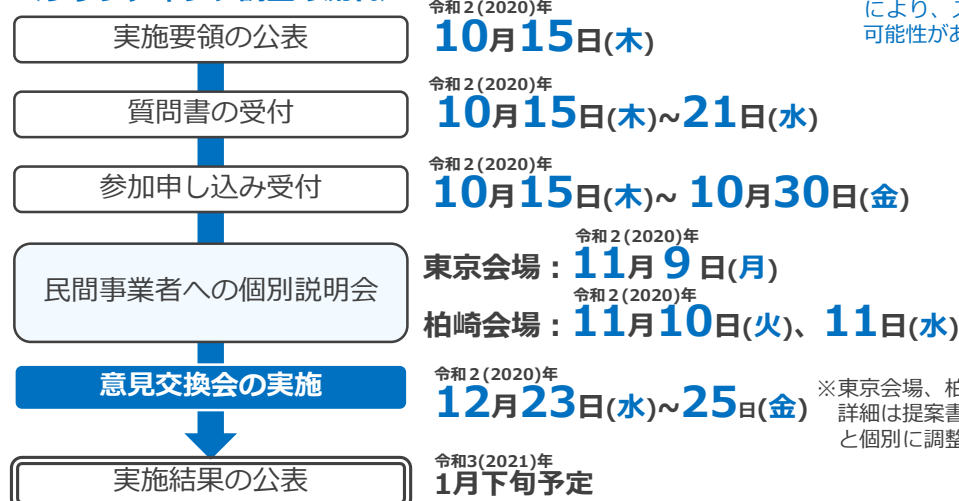 により、ス
可能性があ
実施要領の公表
令和2(2020)年
10月15日(木)
質問書の受付
令和2(2020)年
10月15日(木)~21日(水)
参加申し込み受付
令和2(2020)年
10月15日(木)~ 10月30日(金)
民間事業者への個別説明会
令和2(2020)年
東京会場：11月 9 日(月)
令和2(2020)年
柏崎会場：11月10日(火)、11日(水)
意見交換会の実施
令和2(2020)年
12月23日(水)~25日(金)
※東京会場、柏
詳細は提案書
と個別に調整
実施結果の公表
令和3(2021)年
1月下旬予定